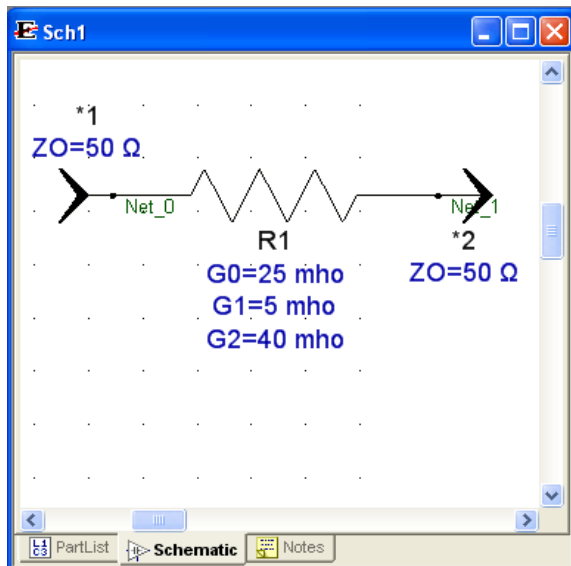 E Sch1
*1
ZO=50 Ω
Net_0
Net_1
R1
*2
G0=25 mho
ZO=50 Ω
G1=5 mho
G2=40 mho
PartList
Schematic
Notes